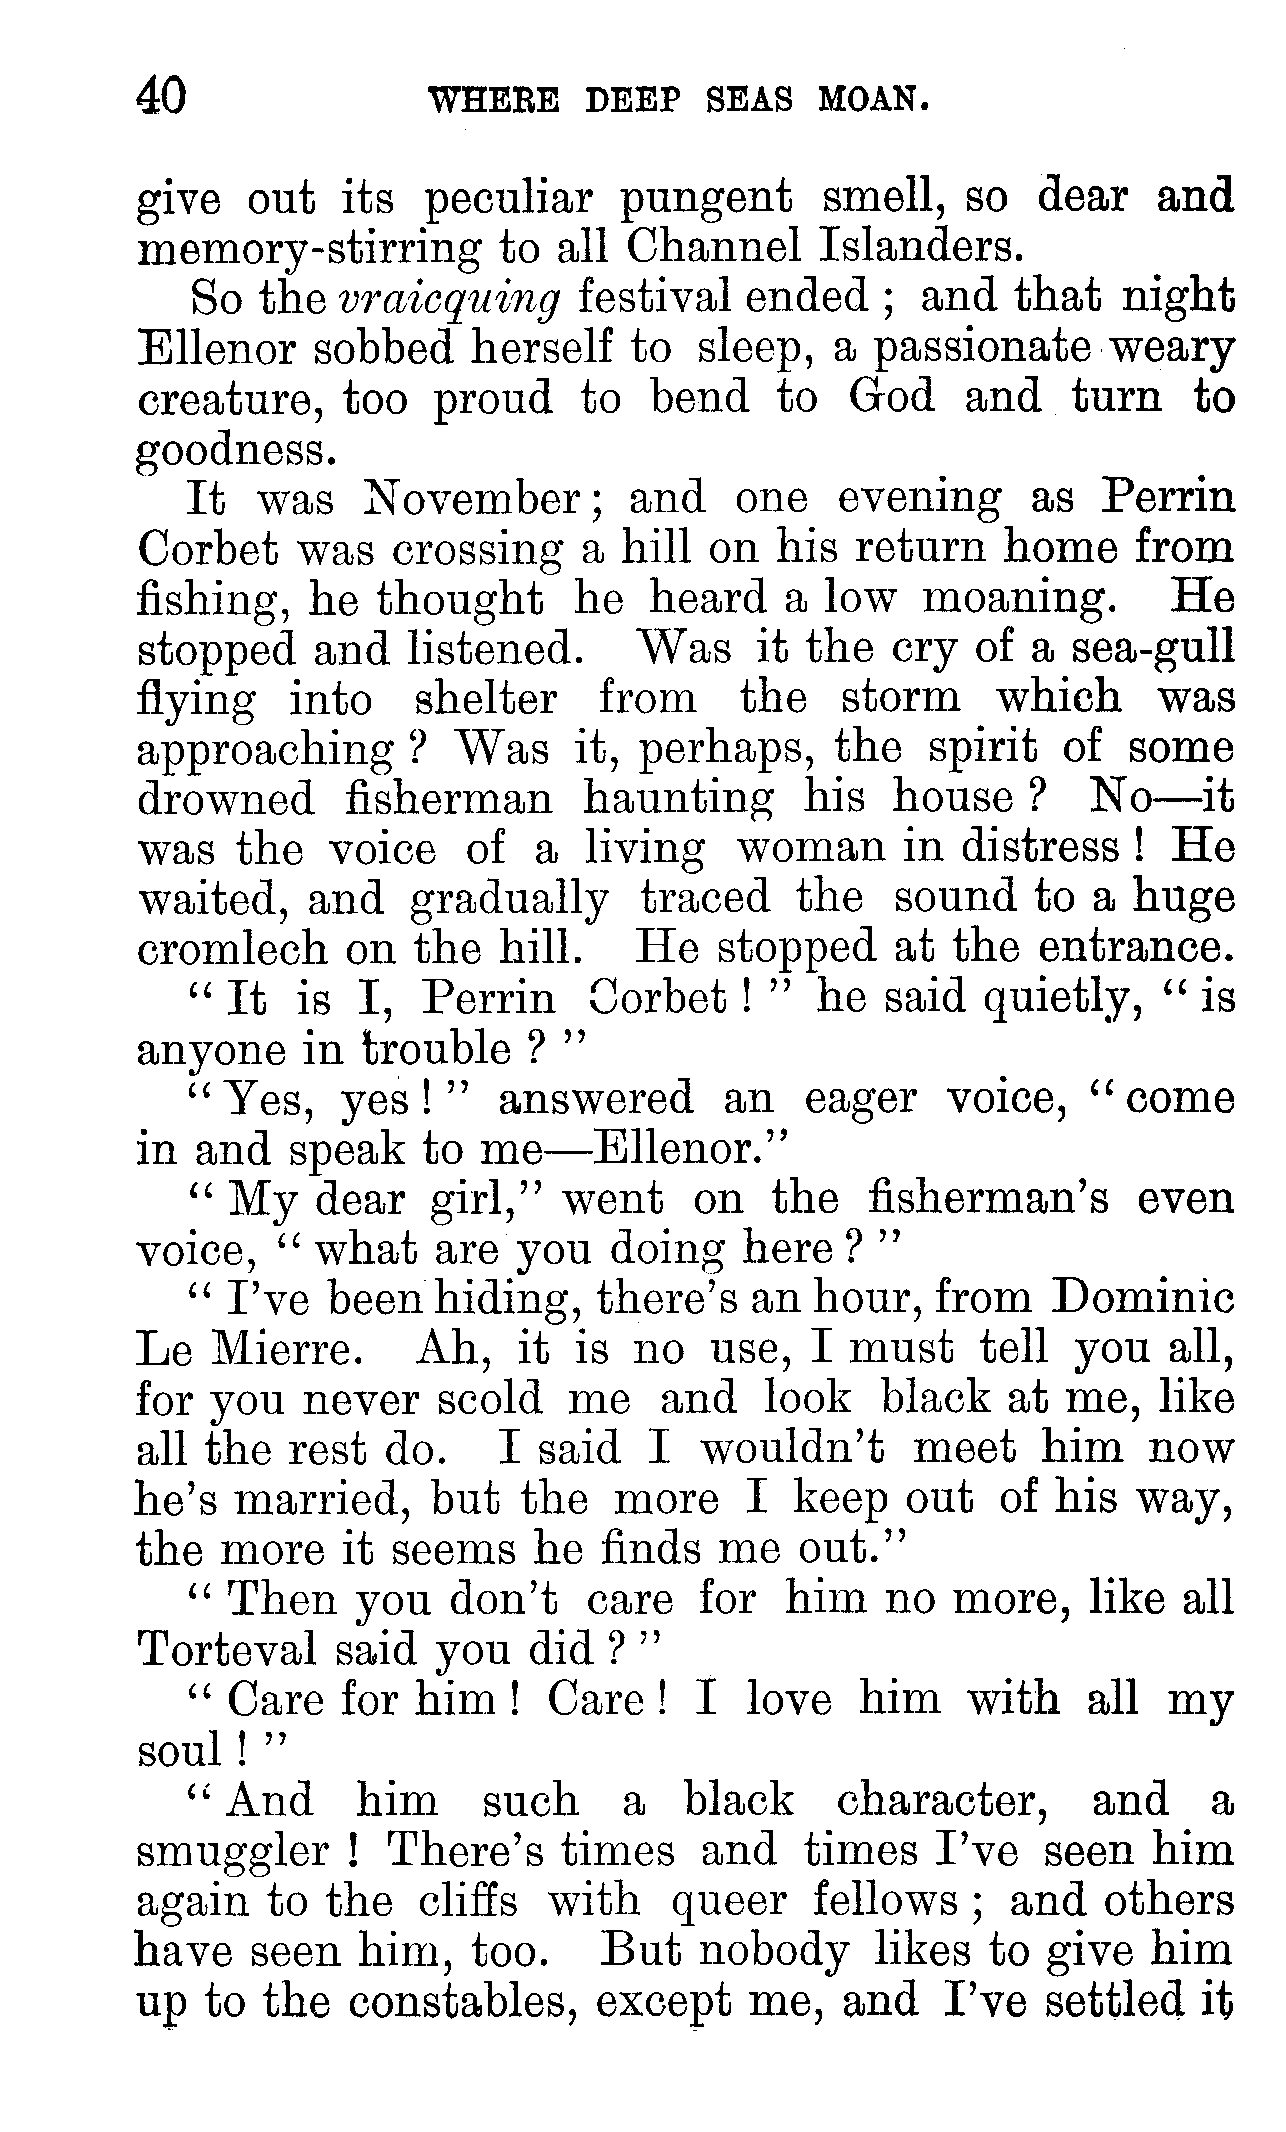 40 WHERE DEEP SEAS MOAN.
give out its peculiar pungent smell, so dear and
memory-stirring to all Channel Islanders.
So the vraicquing festival ended ; and that night
Ellenor sobbed herself to sleep, a passionate weary
creature, too proud to bend to God and turn to
goodness.
It was November ; and one evening as Perrin
Corbet was crossing a hill on his return home from
fishing, he thought he heard a low moaning. He
stopped and listened. Was it the cry of a sea-gull
flying into shelter from the storm which was
approaching ? Was it, perhaps, the spirit of some
drowned fisherman haunting his house ? No—it
was the voice of a living woman in distress ! He
waited, and gradually traced the sound to a huge
cromlech on the hill. He stopped at the entrance.
“ It is I, Perrin Corbet ! ” he said quietly, “ is
anyone in trouble ? ”
“ Yes, yes ! ” answered an eager voice, “ come
in and speak to me—Ellenor.”
“ My dear girl,” went on the fisherman’s even
voice, “ what are you doing here ? ”
“ I’ve been hiding, there’s an hour, from Dominic
Le Mierre. Ah, it is no use, I must tell you all,
for you never scold me and look black at me, like
all the rest do. I said I wouldn’t meet him now
he’s married, but the more I keep out of his way,
the more it seems he finds me out.”
“ Then you don’t care for him no more, like all
Torteval said you did ? ”
“ Care for him ! Care ! I love him with all my
soul ! ”
“ And him such a black character, and a
smuggler ! There’s times and times I’ve seen him
again to the cliffs with queer fellows ; and others
have seen him, too. But nobody likes to give him
up to the constables, except me, and I’ve settled it